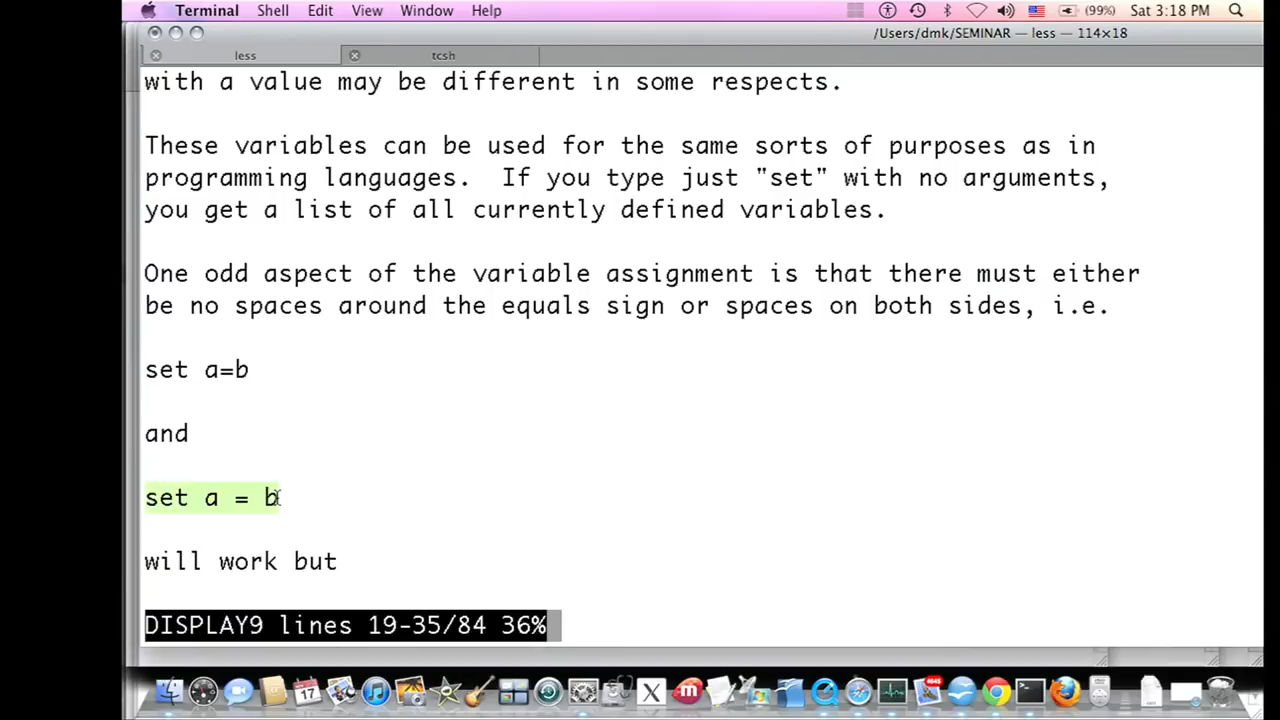 Terminal Shell Edit View Window Help (99%) Sat 3:18 PM
/Users/dmk/SEMINAR — less — 114×18
less tcsh
with a value may be different in some respects.
These variables can be used for the same sorts of purposes as in
programming languages.  If you type just "set" with no arguments,
you get a list of all currently defined variables.
One odd aspect of the variable assignment is that there must either
be no spaces around the equals sign or spaces on both sides, i.e.
set a=b
and
set a = b
will work but
DISPLAY9 lines 19-35/84 36%
17
X
m